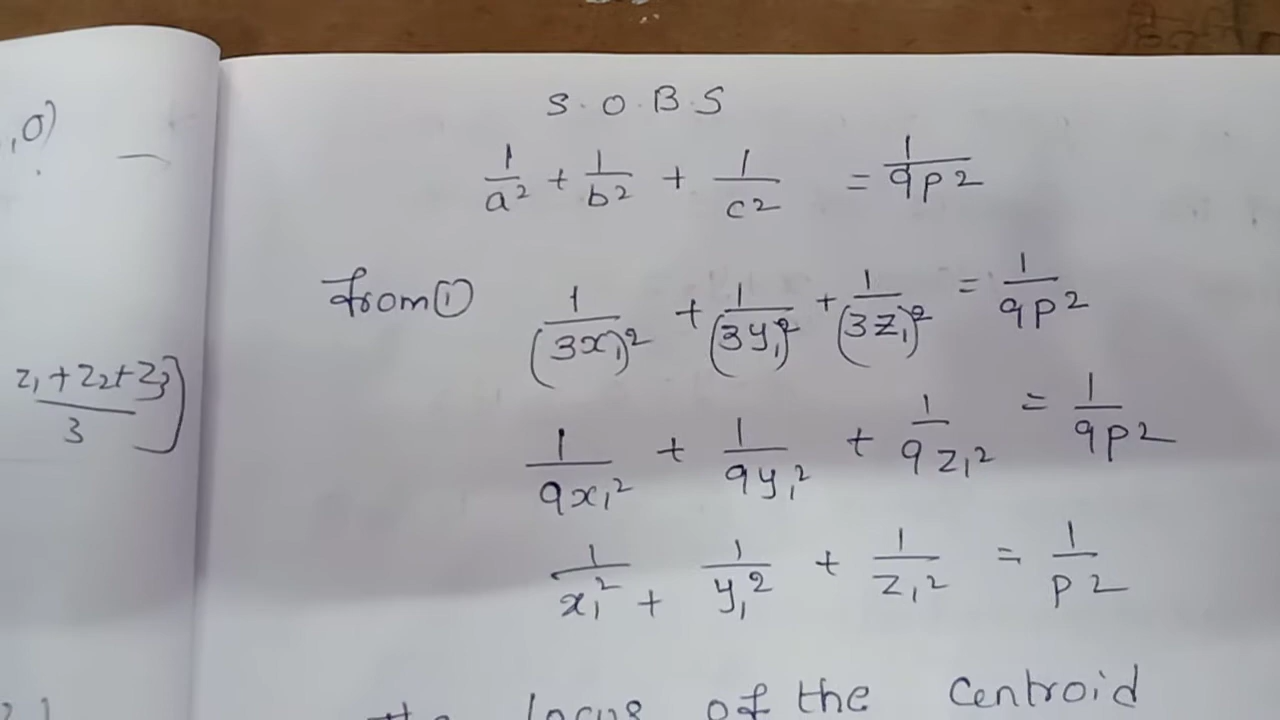 ,0)
z₁+z₂+z₃)/3
S.O.B.S
1/a² + 1/b² + 1/c² = 1/9p²
from ① 1/(3x₁)² + 1/(3y₁)² + 1/(3z₁)² = 1/9p²
1/9x₁² + 1/9y₁² + 1/9z₁² = 1/9p²
1/x₁² + 1/y₁² + 1/z₁² = 1/p²
the locus of the centroid